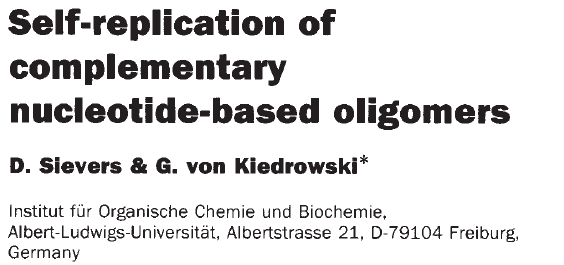 Self-replication of
complementary
nucleotide-based oligomers
D. Sievers & G. von Kiedrowski*
Institut für Organische Chemie und Biochemie,
Albert-Ludwigs-Universität, Albertstrasse 21, D-79104 Freiburg,
Germany